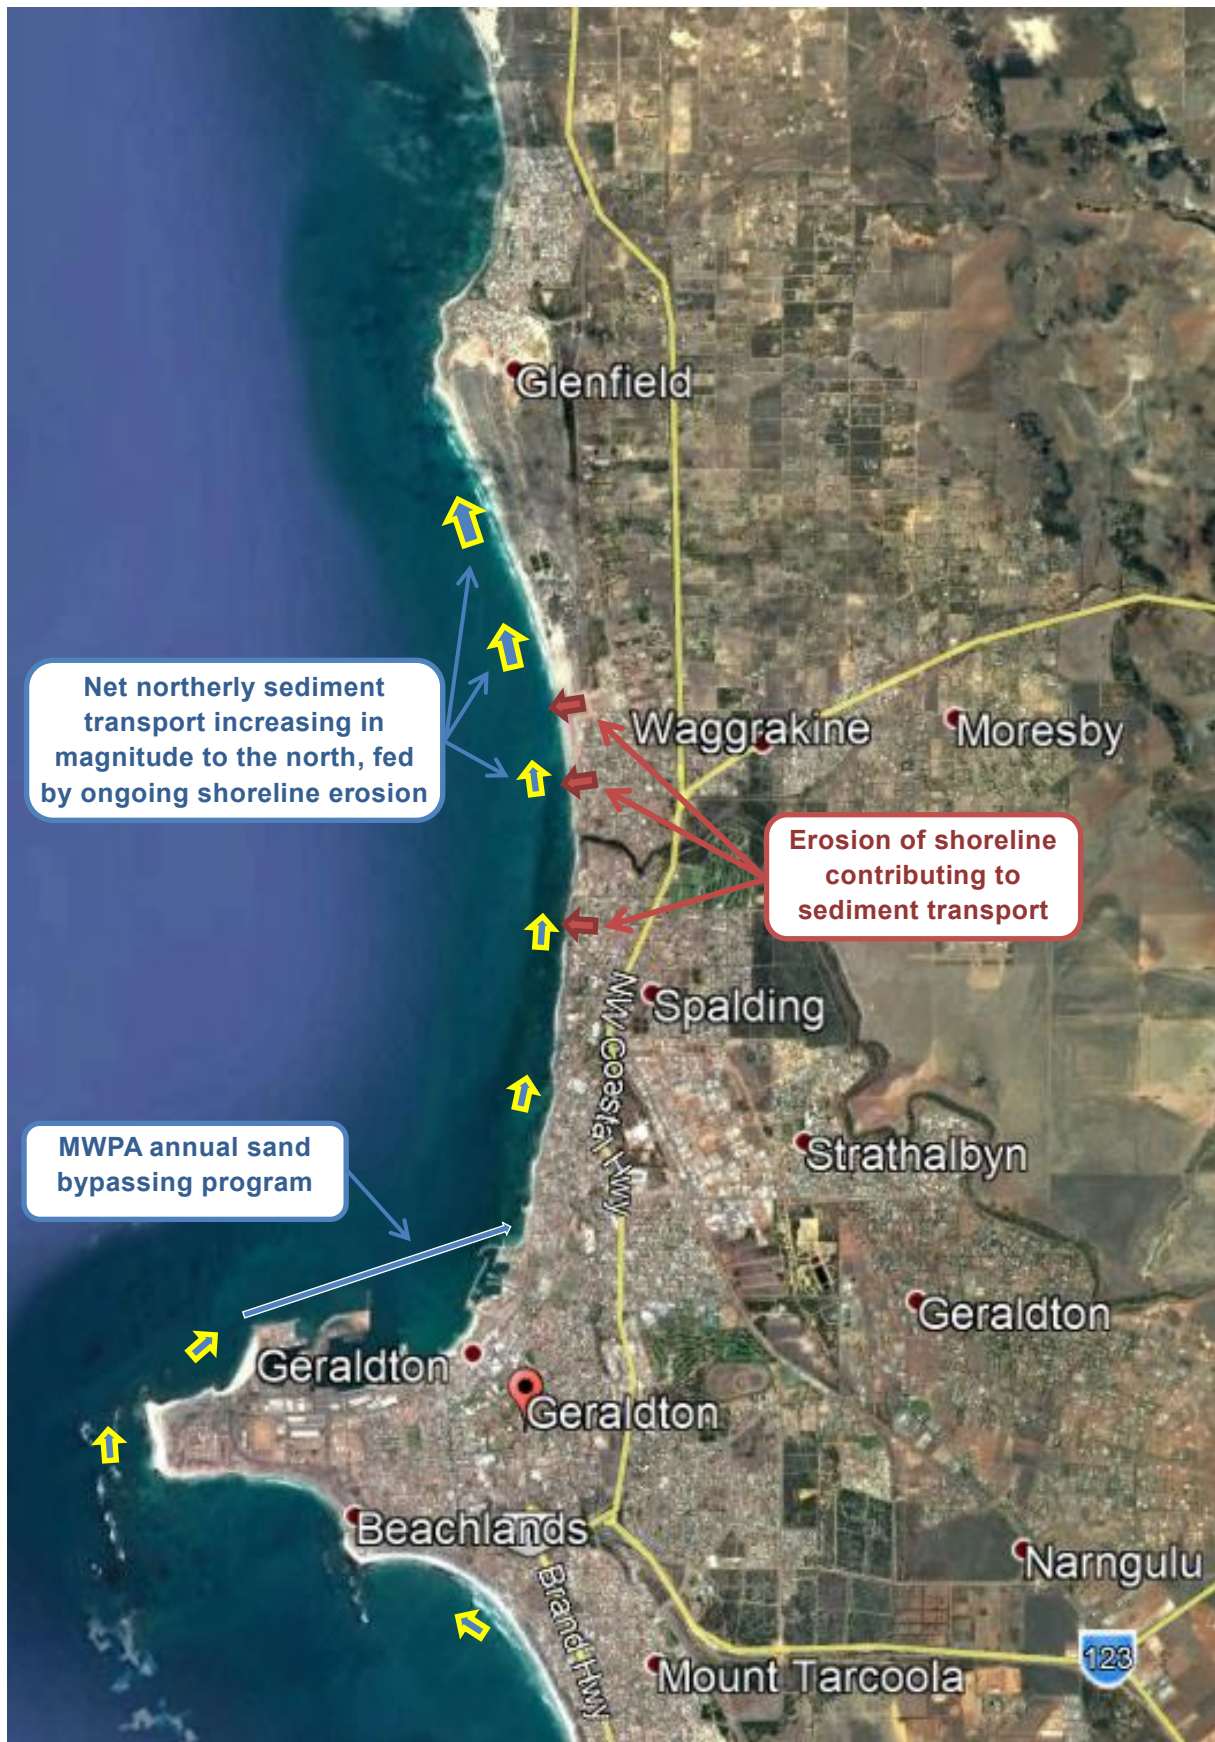 Glenfield
Net northerly sediment
transport increasing in
magnitude to the north, fed
by ongoing shoreline erosion
Waggrakine
Moresby
Erosion of shoreline
contributing to
sediment transport
NW Coastal Hwy
Spalding
MWPA annual sand
bypassing program
Strathalbyn
Geraldton
Geraldton
Geraldton
Beachlands
Brand Hwy
Narngulu
Mount Tarcoola
123